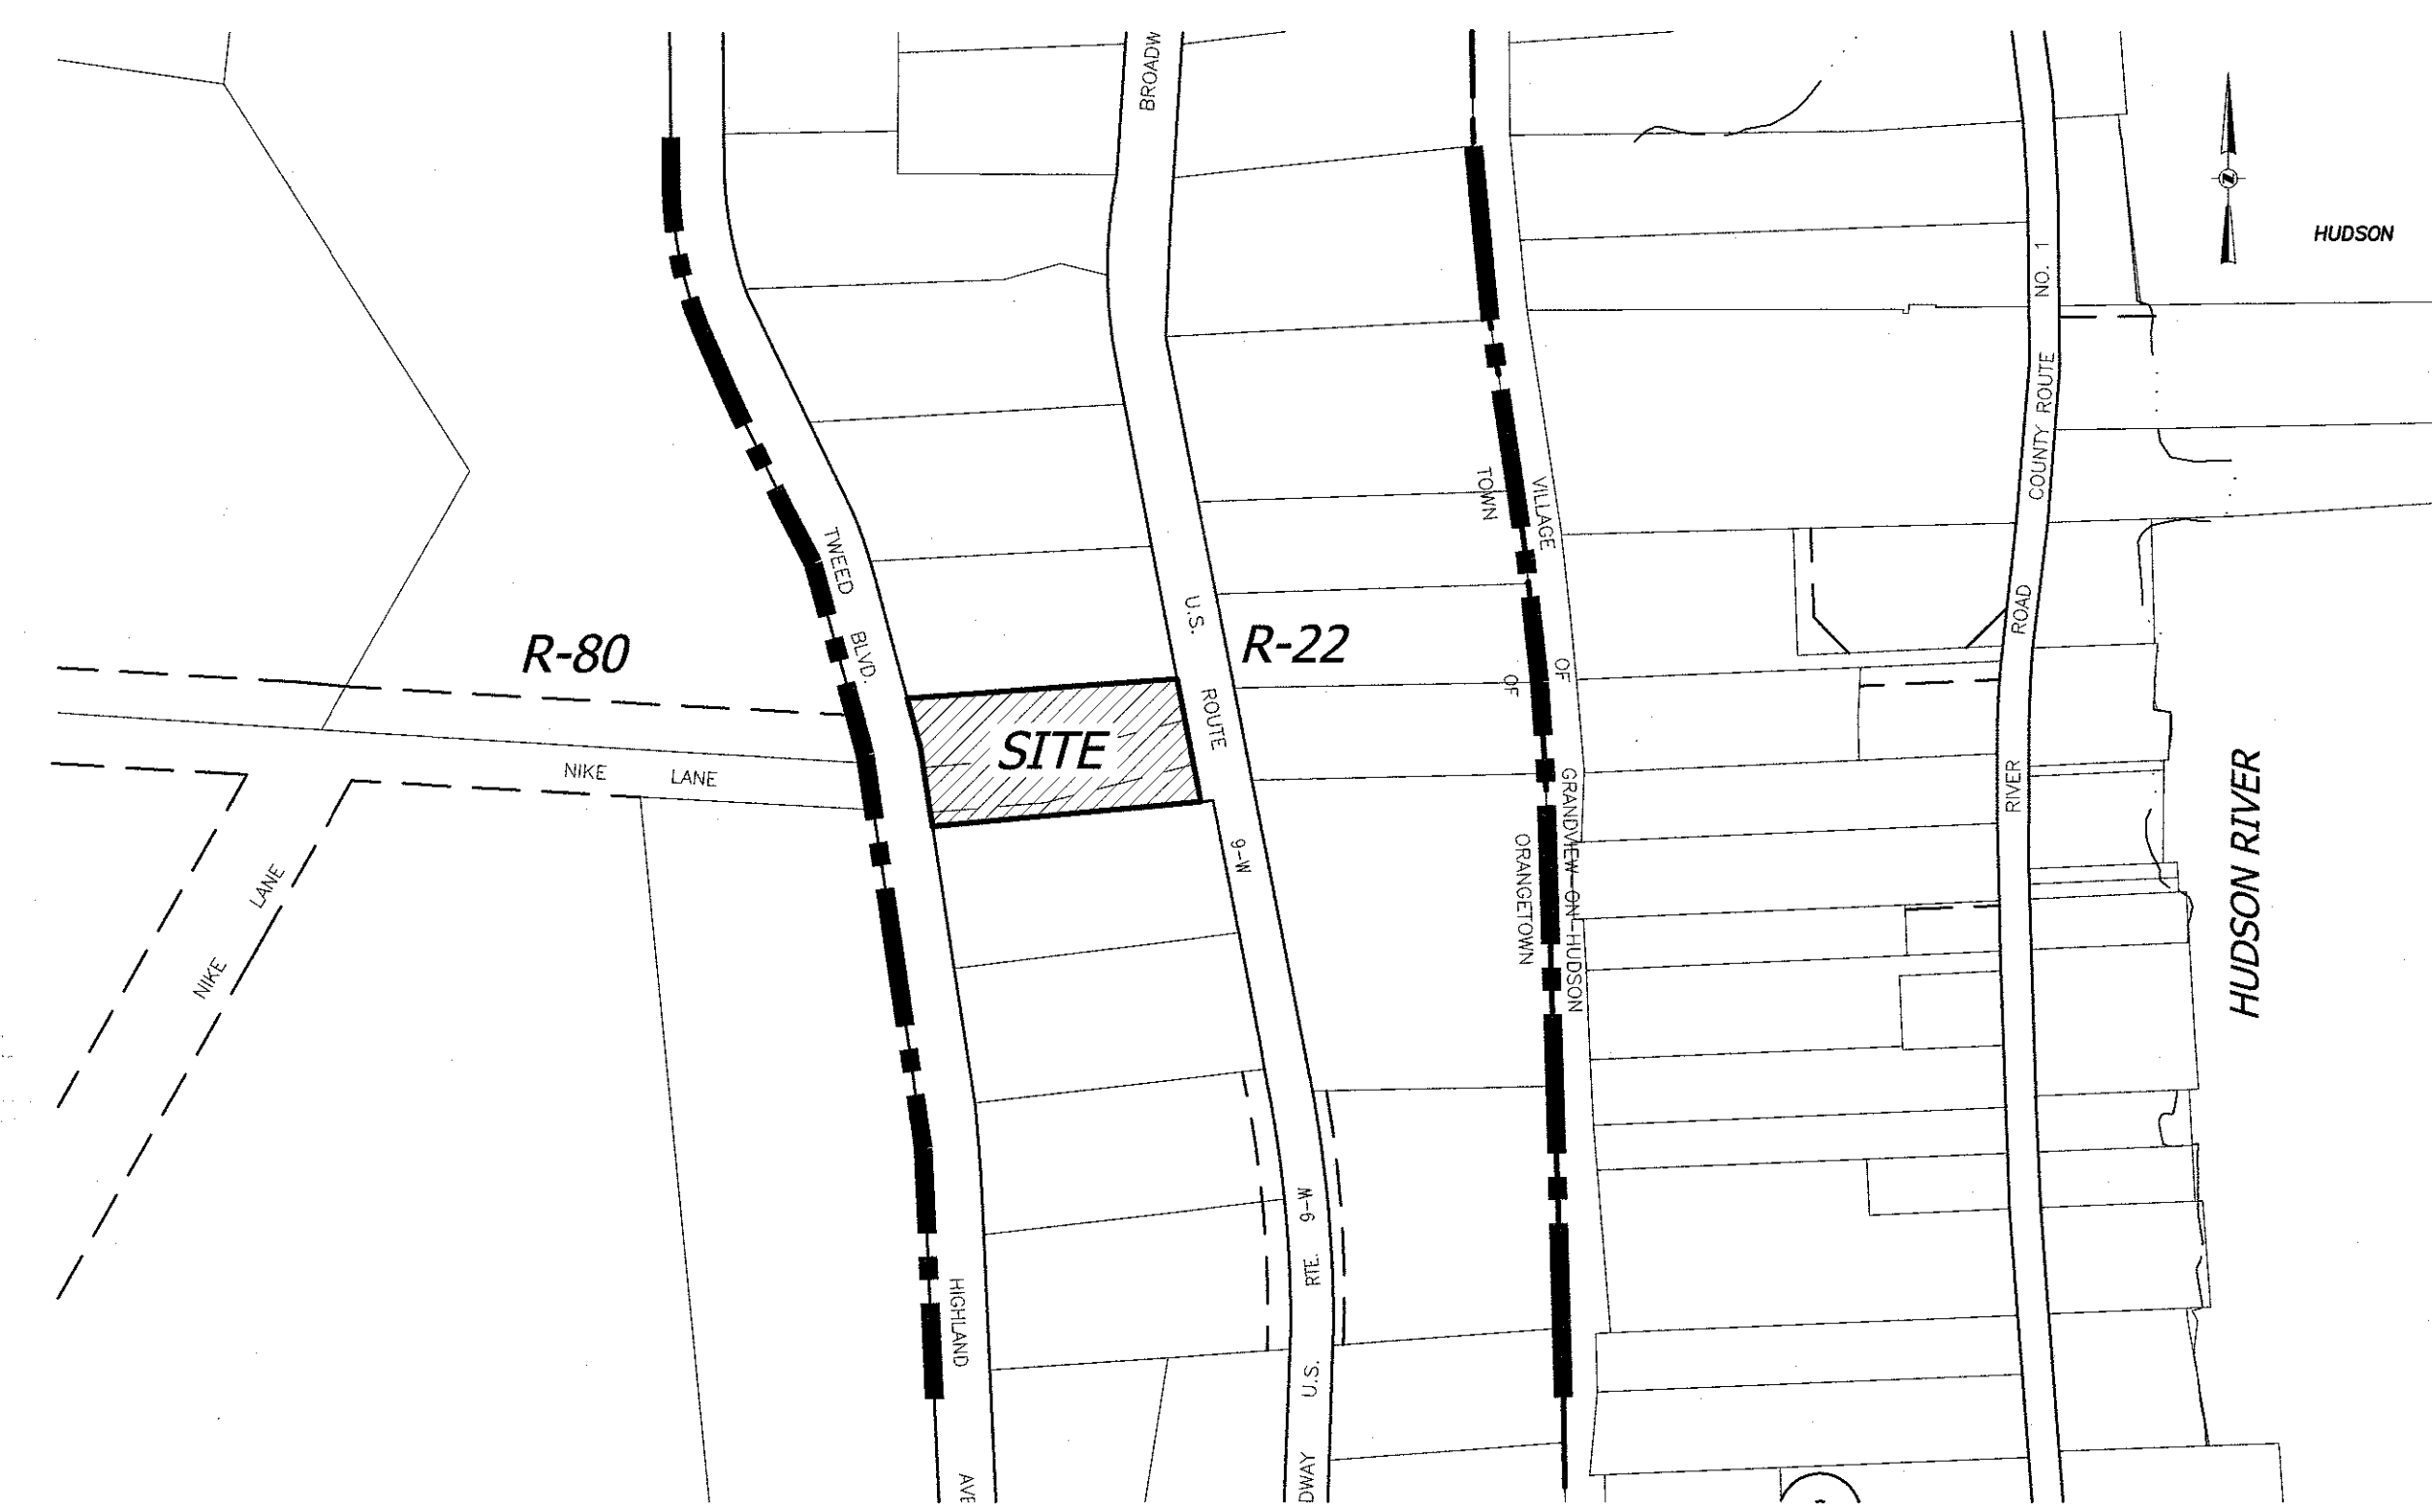 BROADW
N
HUDSON
NO. 1
COUNTY ROUTE
TOWN
VILLAGE
TWEED
BLVD.
U.S.
R-80
R-22
ROAD
OF
OF
ROUTE
SITE
NIKE LANE
RIVER
GRANDVIEW-ON-HUDSON
ORANGETOWN
9-W
HUDSON RIVER
LANE
NIKE
9-W
RTE.
HIGHLAND
U.S.
DWAY
AVE